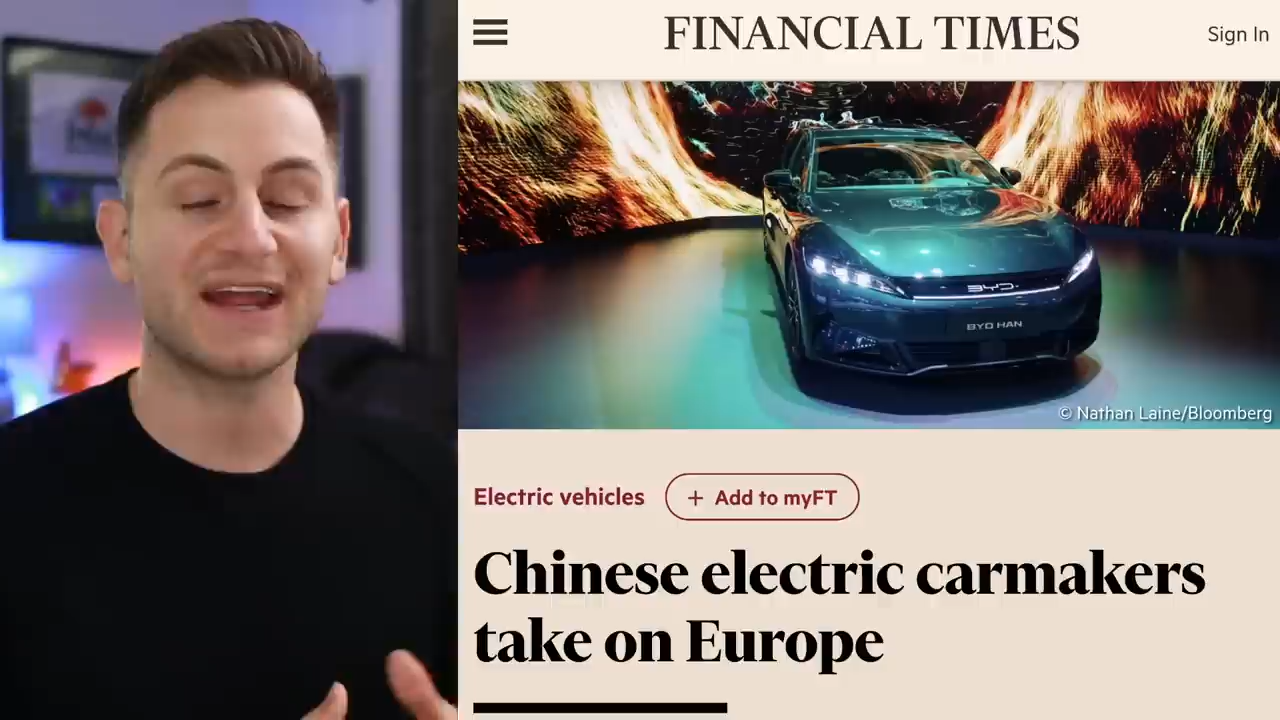 FINANCIAL TIMES
Sign In
BYD
BYD HAN
© Nathan Laine/Bloomberg
Electric vehicles
+ Add to myFT
Chinese electric carmakers
take on Europe